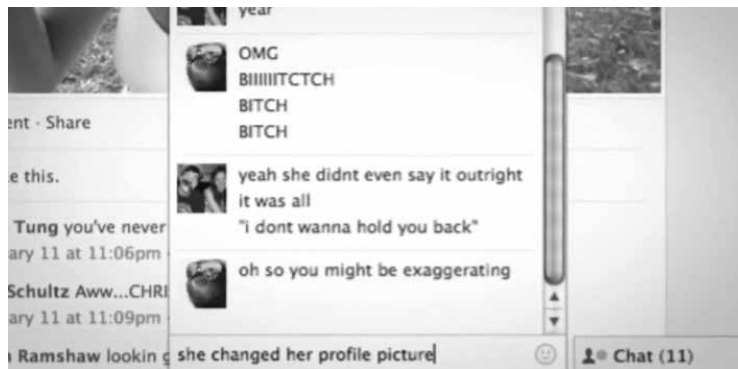 year
OMG
BIIIIIITCTCH
BITCH
BITCH
yeah she didnt even say it outright
it was all
"i dont wanna hold you back"
oh so you might be exaggerating
she changed her profile picture
ent · Share
e this.
Tung you've never
ary 11 at 11:06pm
Schultz Aww...CHRI
ary 11 at 11:09pm
Ramshaw lookin g
Chat (11)